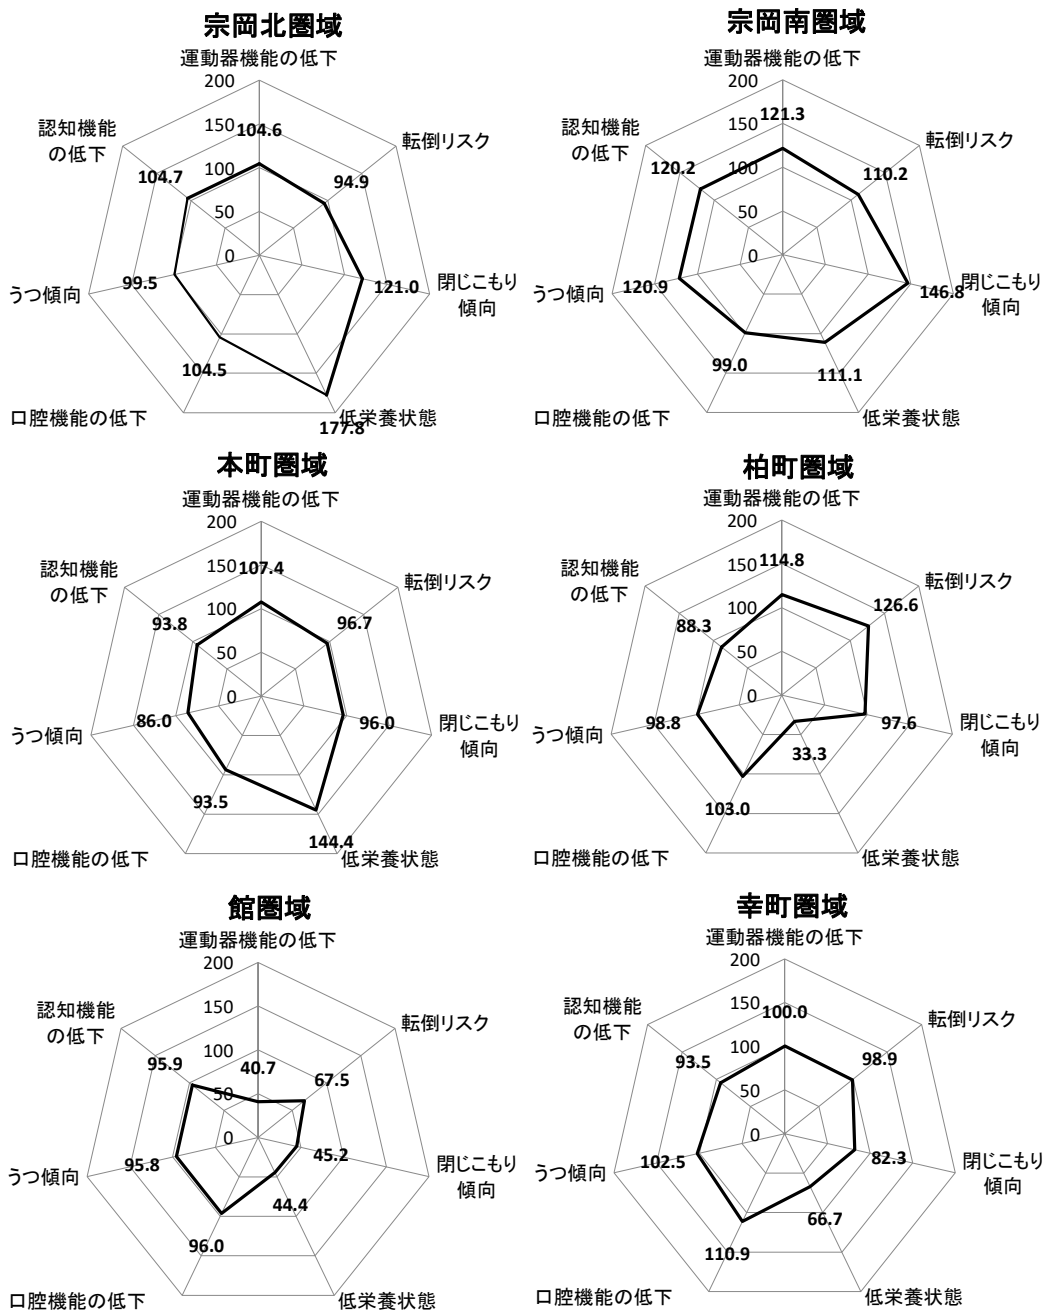 宗岡北圏域
運動器機能の低下
200
150
100
50
0
104.6
転倒リスク
94.9
閉じこもり
傾向
121.0
低栄養状態
177.8
口腔機能の低下
104.5
うつ傾向
99.5
認知機能
の低下
104.7
宗岡南圏域
運動器機能の低下
200
150
100
50
0
121.3
転倒リスク
110.2
閉じこもり
傾向
146.8
低栄養状態
111.1
口腔機能の低下
99.0
うつ傾向
120.9
認知機能
の低下
120.2
本町圏域
運動器機能の低下
200
150
100
50
0
107.4
転倒リスク
96.7
閉じこもり
傾向
96.0
低栄養状態
144.4
口腔機能の低下
93.5
うつ傾向
86.0
認知機能
の低下
93.8
柏町圏域
運動器機能の低下
200
150
100
50
0
114.8
転倒リスク
126.6
閉じこもり
傾向
97.6
低栄養状態
33.3
口腔機能の低下
103.0
うつ傾向
98.8
認知機能
の低下
88.3
館圏域
運動器機能の低下
200
150
100
50
0
40.7
転倒リスク
67.5
閉じこもり
傾向
45.2
低栄養状態
44.4
口腔機能の低下
96.0
うつ傾向
95.8
認知機能
の低下
95.9
幸町圏域
運動器機能の低下
200
150
100
50
0
100.0
転倒リスク
98.9
閉じこもり
傾向
82.3
低栄養状態
66.7
口腔機能の低下
110.9
うつ傾向
102.5
認知機能
の低下
93.5